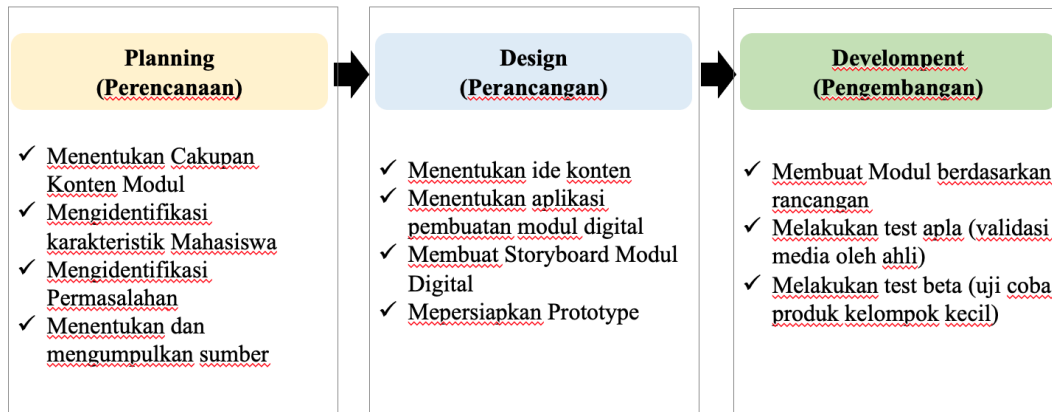 Planning
(Perencanaan)
✓ Menentukan Cakupan
Konten Modul
✓ Mengidentifikasi
karakteristik Mahasiswa
✓ Mengidentifikasi
Permasalahan
✓ Menentukan dan
mengumpulkan sumber
Design
(Perancangan)
✓ Menentukan ide konten
✓ Menentukan aplikasi
pembuatan modul digital
✓ Membuat Storyboard Modul
Digital
✓ Mepersiapkan Prototype
Develompent
(Pengembangan)
✓ Membuat Modul berdasarkan
rancangan
✓ Melakukan test apla (validasi
media oleh ahli)
✓ Melakukan test beta (uji coba
produk kelompok kecil)